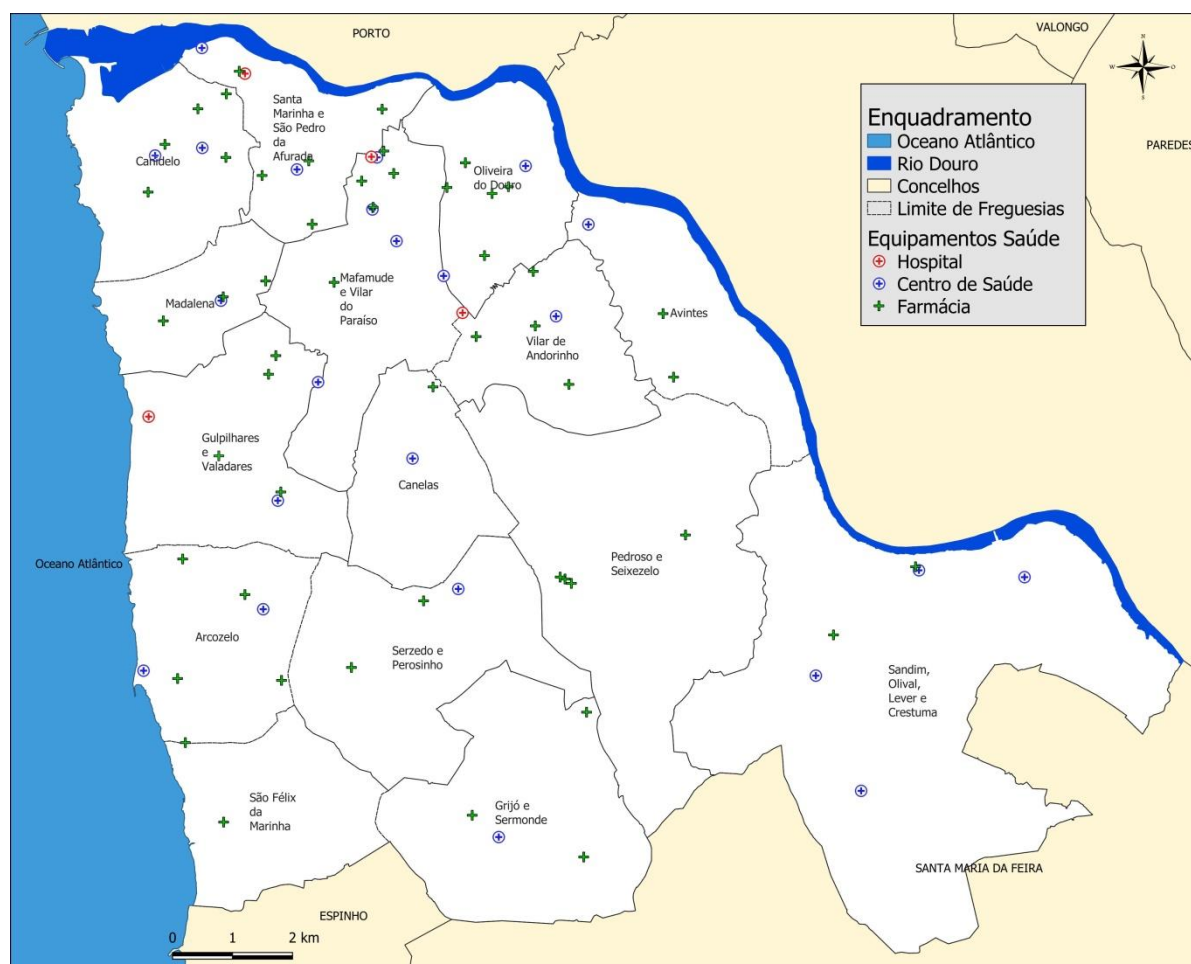 PORTO
VALONGO
N
W
O
S
PAREDES
Enquadramento
Oceano Atlântico
Rio Douro
Concelhos
Limite de Freguesias
Equipamentos Saúde
Hospital
Centro de Saúde
Farmácia
Santa
Marinha e
São Pedro
da
Afurada
Canidelo
Oliveira
do Douro
Mafamude
e Vilar
do
Paraíso
Madalena
Avintes
Vilar de
Andorinho
Gulpilhares
e
Valadares
Canelas
Oceano Atlântico
Pedroso e
Seixezelo
Arcozelo
Serzedo e
Perosinho
Sandim,
Olival,
Lever e
Crestuma
São Félix
da
Marinha
Grijó e
Sermonde
SANTA MARIA DA FEIRA
ESPINHO
0 1 2 km